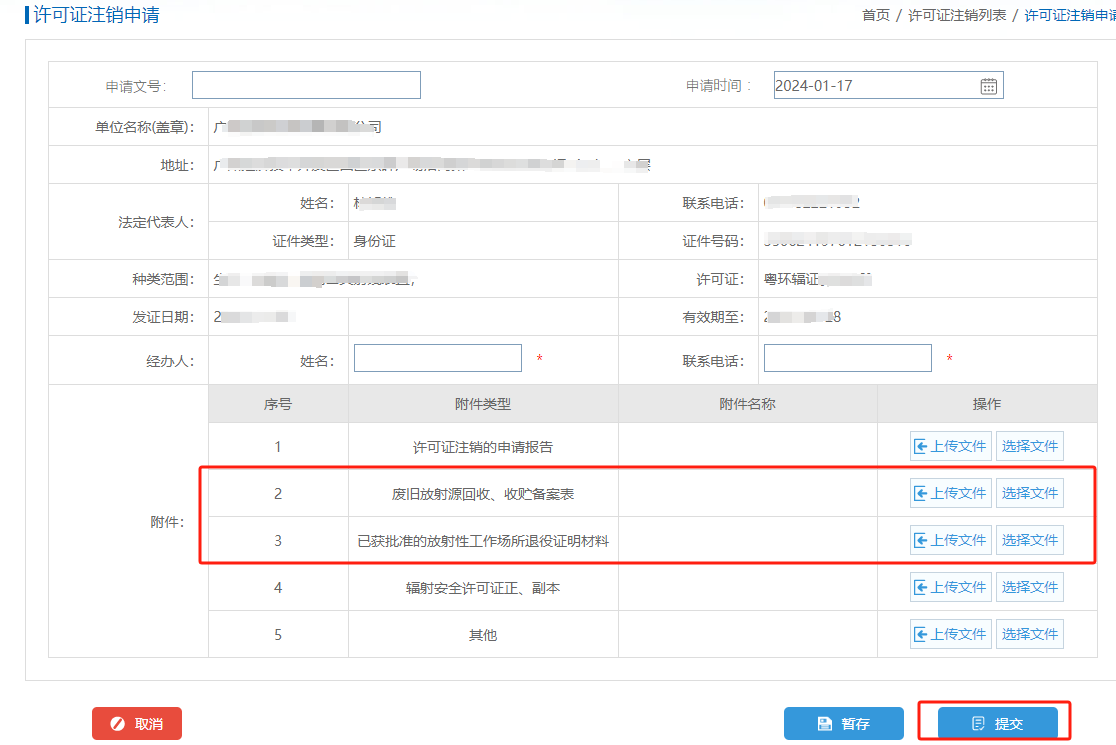 许可证注销申请
首页 / 许可证注销列表 / 许可证注销申请
申请文号：
申请时间： 2024-01-17
单位名称(盖章)： 广 公司
地址：
法定代表人： 姓名： 联系电话：
证件类型： 身份证 证件号码：
种类范围： 许可证： 粤环辐证
发证日期： 2 有效期至： 2 8
经办人： 姓名： * 联系电话： *
附件：
序号 附件类型 附件名称 操作
1 许可证注销的申请报告 上传文件 选择文件
2 废旧放射源回收、收贮备案表 上传文件 选择文件
3 已获批准的放射性工作场所退役证明材料 上传文件 选择文件
4 辐射安全许可证正、副本 上传文件 选择文件
5 其他 上传文件 选择文件
取消 暂存 提交